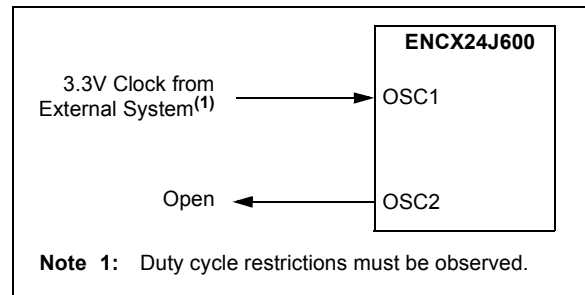 ENCX24J600
3.3V Clock from
External System(1)
OSC1
Open
OSC2
Note 1: Duty cycle restrictions must be observed.